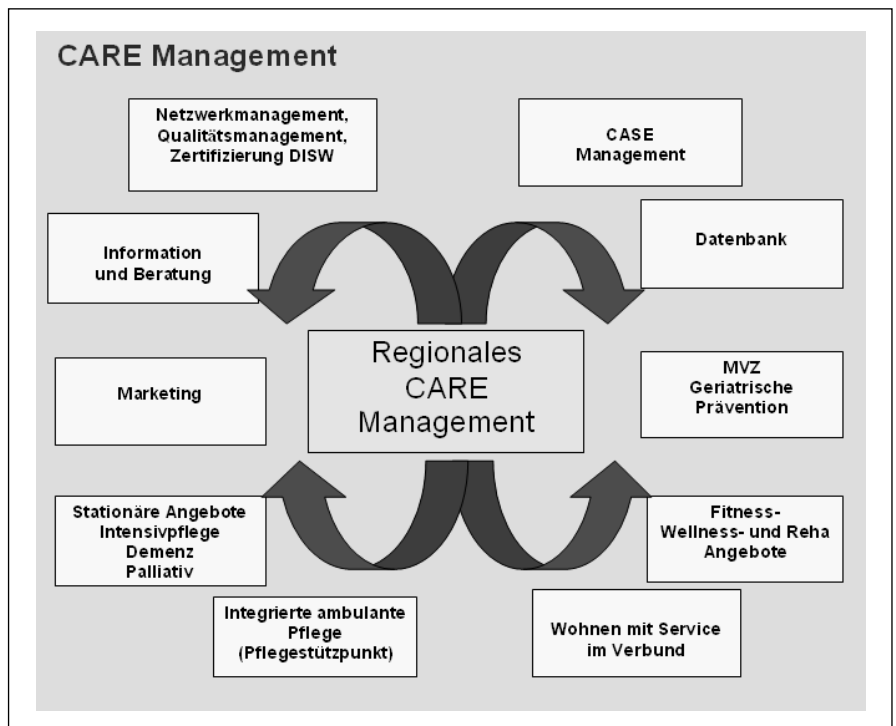 CARE Management
Netzwerkmanagement,
Qualitätsmanagement,
Zertifizierung DISW
CASE
Management
Information
und Beratung
Datenbank
Regionales
CARE
Management
Marketing
MVZ
Geriatrische
Prävention
Stationäre Angebote
Intensivpflege
Demenz
Palliativ
Fitness-
Wellness- und Reha
Angebote
Integrierte ambulante
Pflege
(Pflegestützpunkt)
Wohnen mit Service
im Verbund